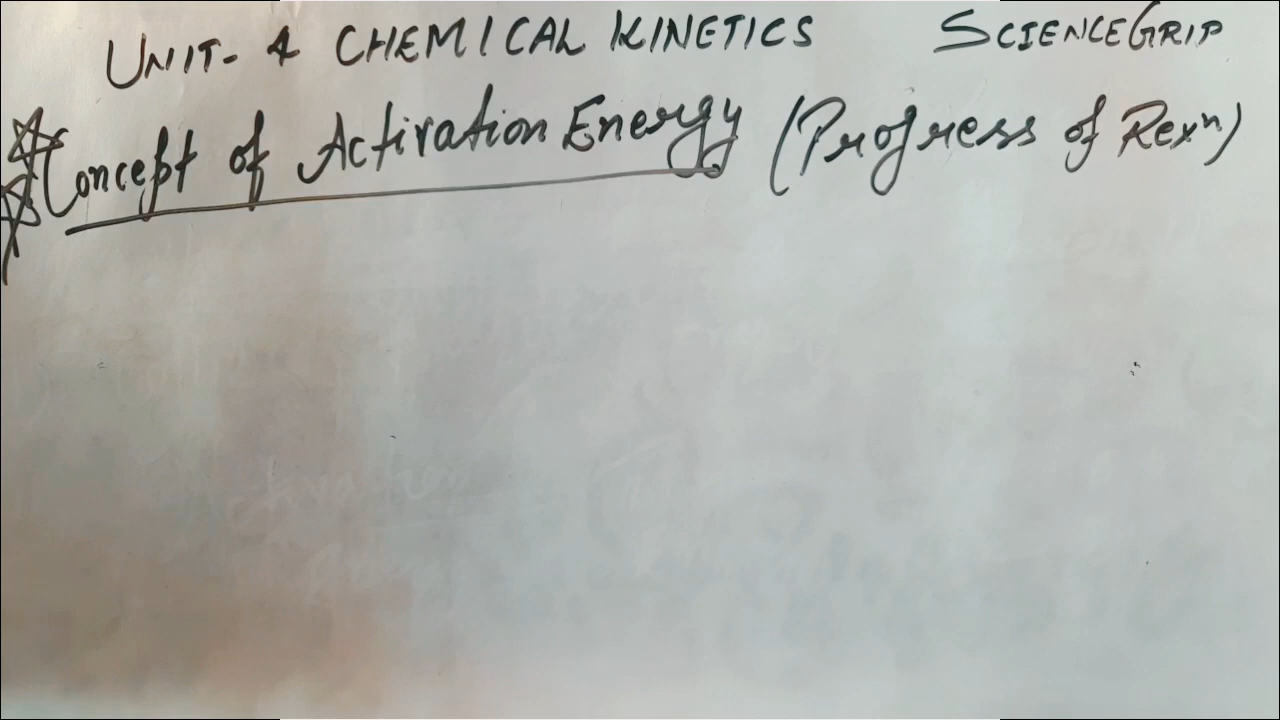 UNIT- 4 CHEMICAL KINETICS SCIENCEGRIP
Concept of Activation Energy (Progress of Rexⁿ)